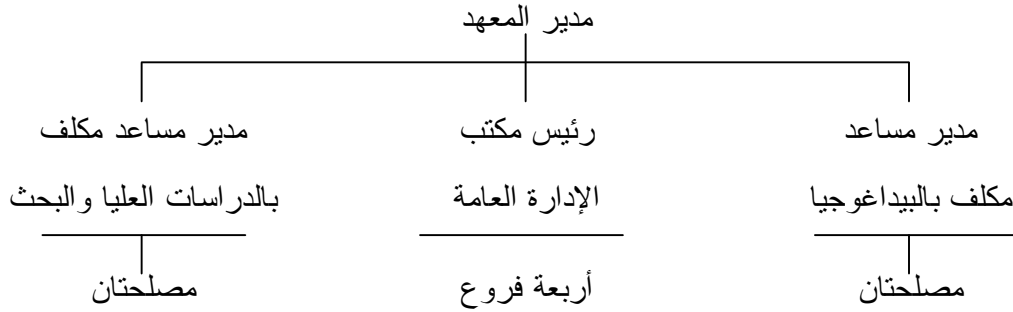 مدير المعهد
مدير مساعد
مكلف بالبيداغوجيا
مصلحتان
رئيس مكتب
الإدارة العامة
أربعة فروع
مدير مساعد مكلف
بالدراسات العليا والبحث
مصلحتان